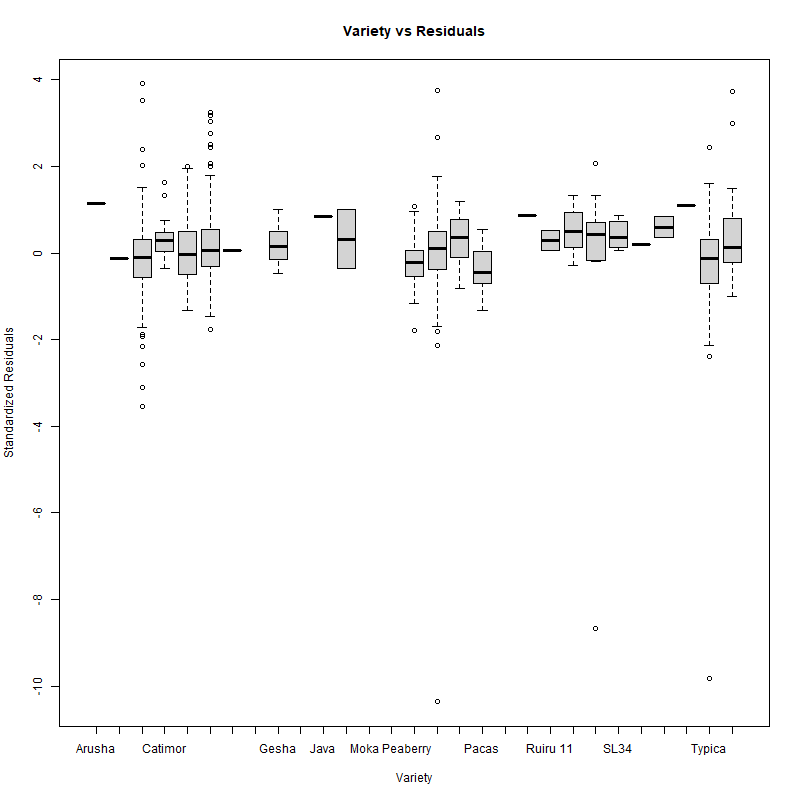 Variety vs Residuals
Standardized Residuals
4
2
0
-2
-4
-6
-8
-10
Arusha Catimor Gesha Java Moka Peaberry Pacas Ruiru 11 SL34 Typica
Variety